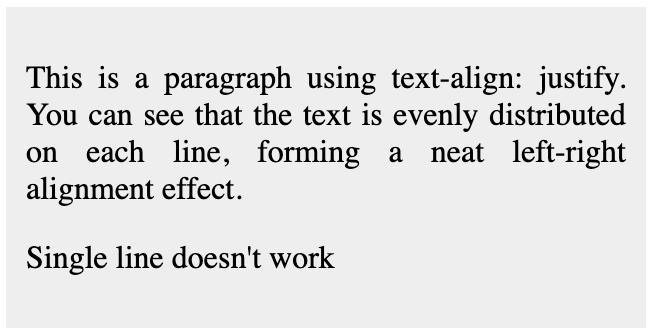 This is a paragraph using text-align: justify.
You can see that the text is evenly distributed
on each line, forming a neat left-right
alignment effect.
Single line doesn't work